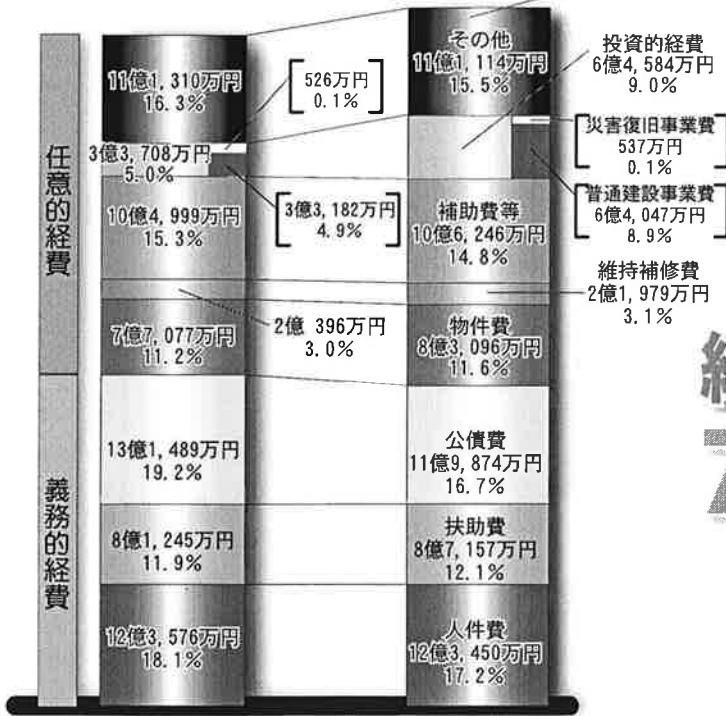 任意的経費
義務的経費
11億1,310万円
16.3%
3億3,708万円
5.0%
10億4,999万円
15.3%
7億7,077万円
11.2%
13億1,489万円
19.2%
8億1,245万円
11.9%
12億3,576万円
18.1%
526万円
0.1%
3億3,182万円
4.9%
2億 396万円
3.0%
その他
11億1,114万円
15.5%
補助費等
10億6,246万円
14.8%
物件費
8億3,096万円
11.6%
公債費
11億9,874万円
16.7%
扶助費
8億7,157万円
12.1%
人件費
12億3,450万円
17.2%
投資的経費
6億4,584万円
9.0%
災害復旧事業費
537万円
0.1%
普通建設事業費
6億4,047万円
8.9%
維持補修費
2億1,979万円
3.1%